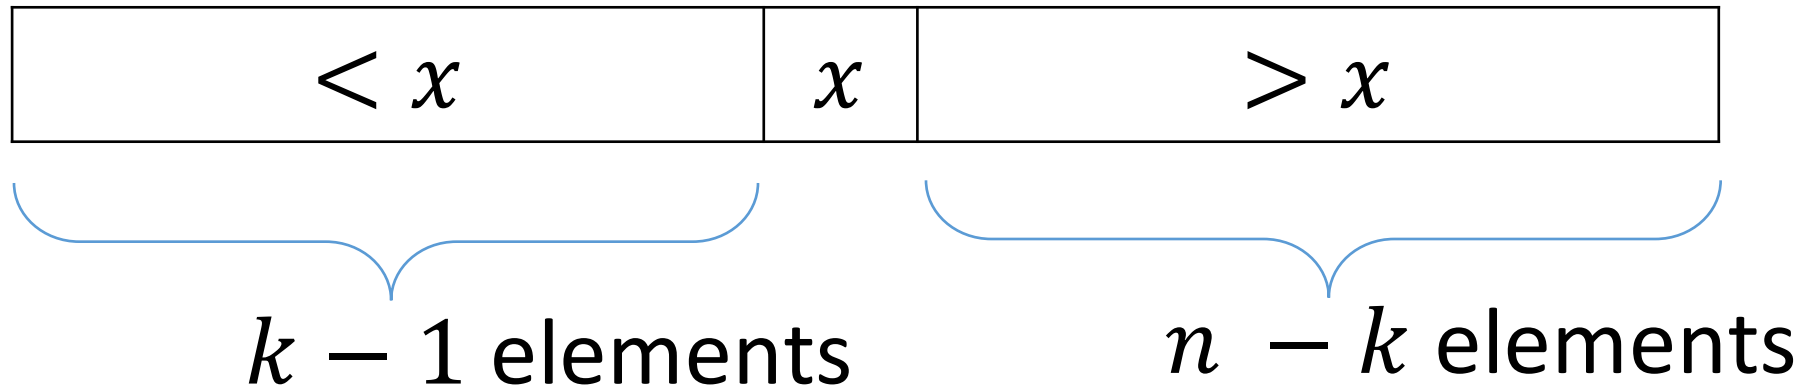 < x x > x
k − 1 elements n − k elements